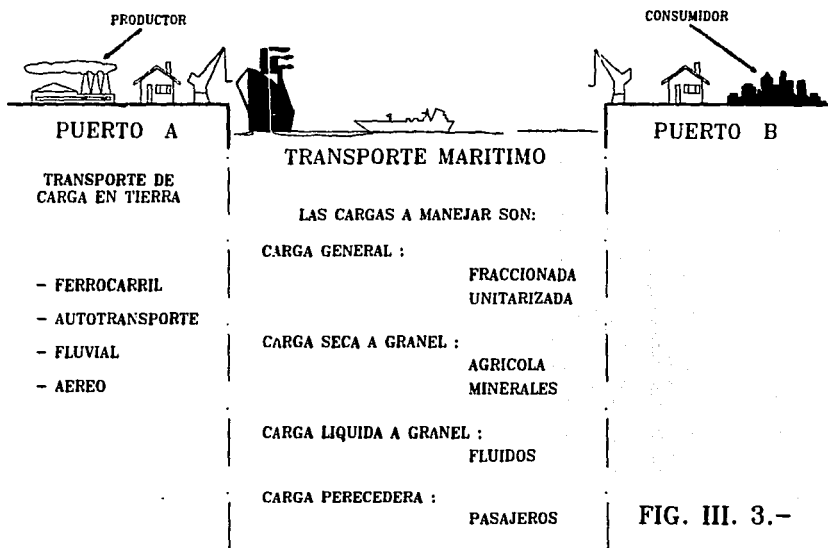 PRODUCTOR
CONSUMIDOR
PUERTO A
TRANSPORTE MARITIMO
PUERTO B
TRANSPORTE DE
CARGA EN TIERRA
- FERROCARRIL
- AUTOTRANSPORTE
- FLUVIAL
- AEREO
LAS CARGAS A MANEJAR SON:
CARGA GENERAL :
FRACCIONADA
UNITARIZADA
CARGA SECA A GRANEL :
AGRICOLA
MINERALES
CARGA LIQUIDA A GRANEL :
FLUIDOS
CARGA PERECEDERA :
PASAJEROS
FIG. III. 3.-